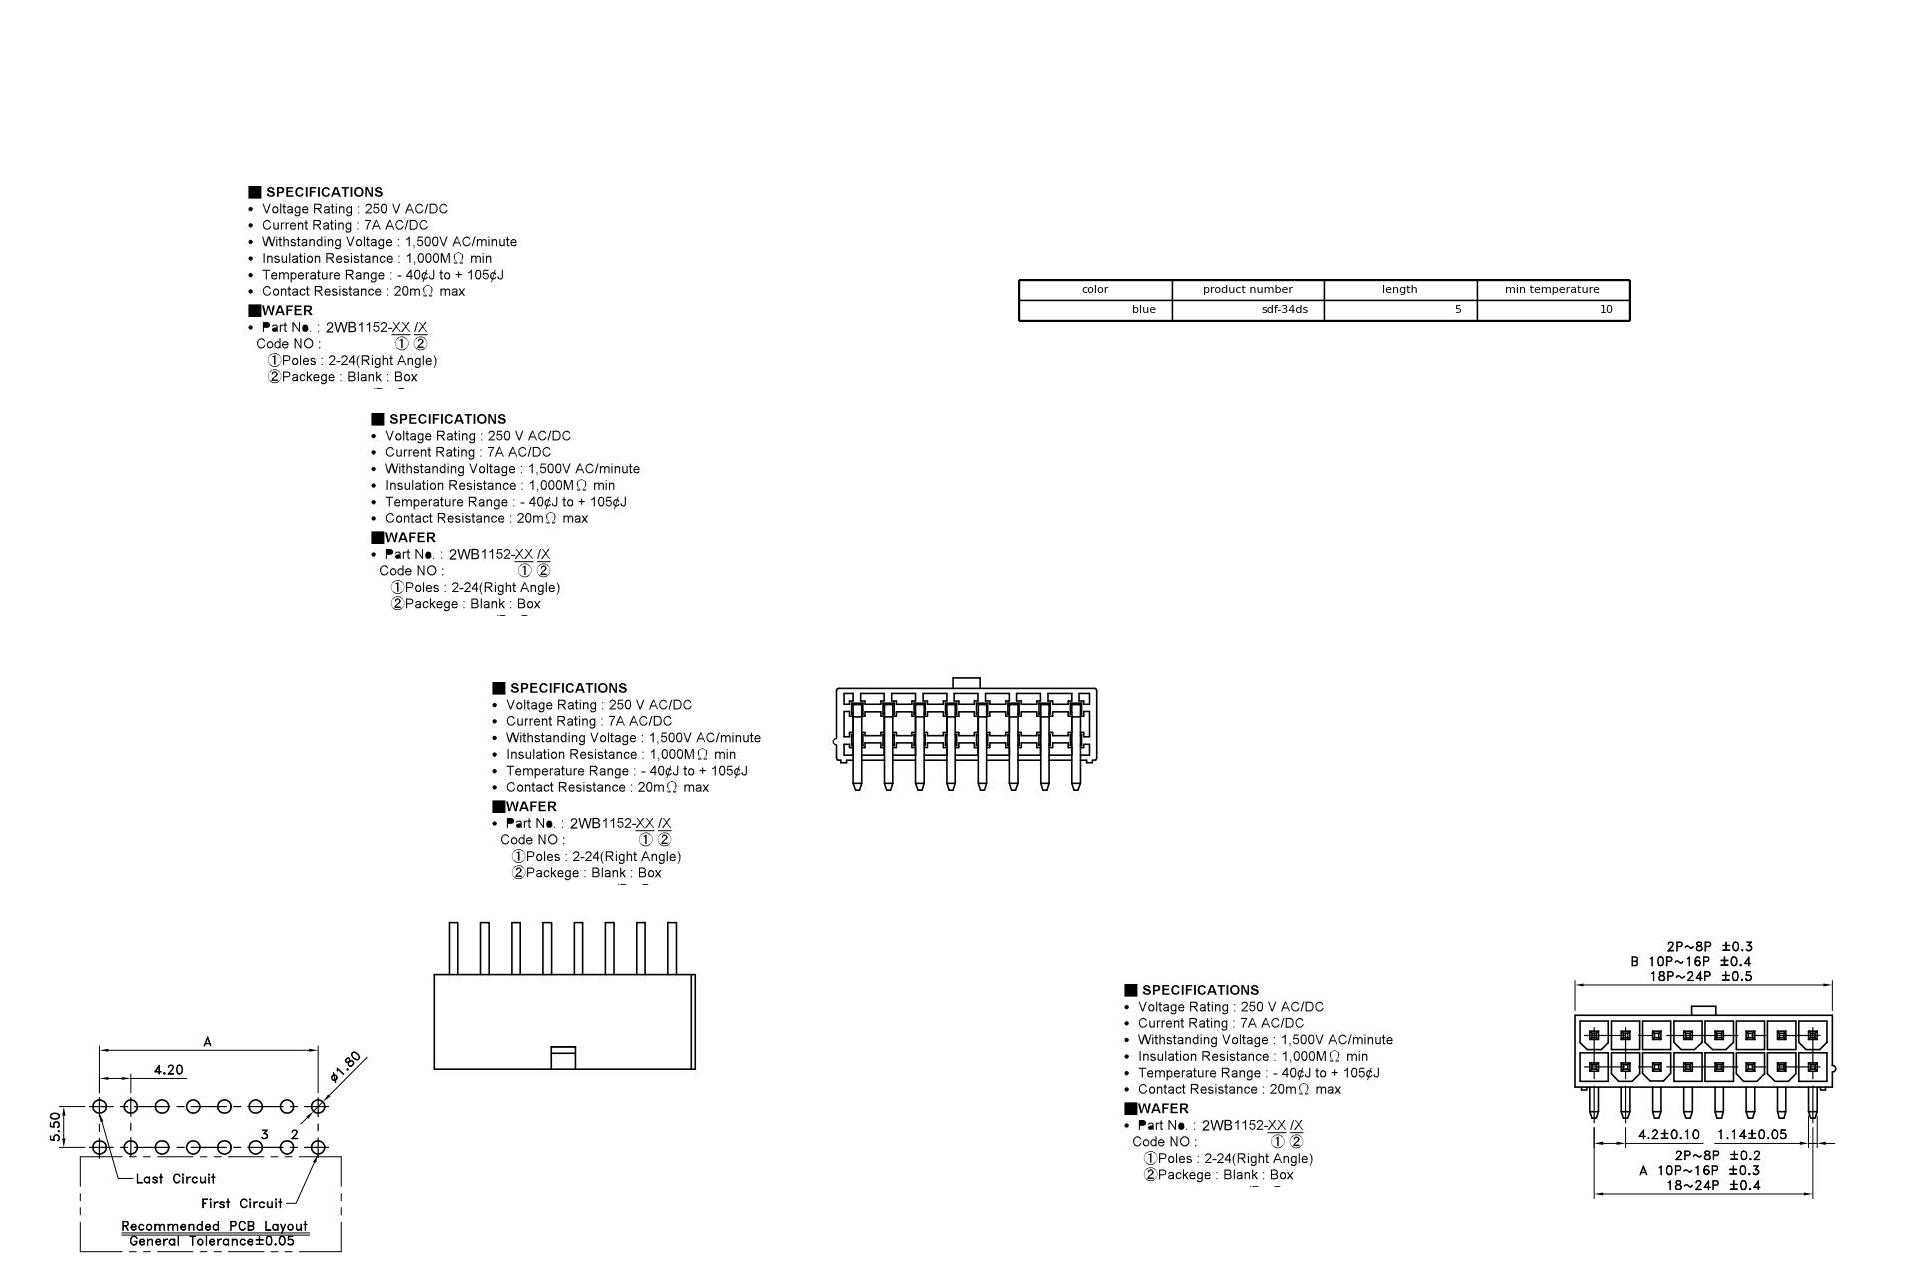 ■ SPECIFICATIONS
• Voltage Rating : 250 V AC/DC
• Current Rating : 7A AC/DC
• Withstanding Voltage : 1,500V AC/minute
• Insulation Resistance : 1,000MΩ min
• Temperature Range : - 40¢J to + 105¢J
• Contact Resistance : 20mΩ max
■WAFER
• Part No. : 2WB1152-XX /X
Code NO : ① ②
①Poles : 2-24(Right Angle)
②Packege : Blank : Box
color product number length min temperature
blue sdf-34ds 5 10
■ SPECIFICATIONS
• Voltage Rating : 250 V AC/DC
• Current Rating : 7A AC/DC
• Withstanding Voltage : 1,500V AC/minute
• Insulation Resistance : 1,000MΩ min
• Temperature Range : - 40¢J to + 105¢J
• Contact Resistance : 20mΩ max
■WAFER
• Part No. : 2WB1152-XX /X
Code NO : ① ②
①Poles : 2-24(Right Angle)
②Packege : Blank : Box
■ SPECIFICATIONS
• Voltage Rating : 250 V AC/DC
• Current Rating : 7A AC/DC
• Withstanding Voltage : 1,500V AC/minute
• Insulation Resistance : 1,000MΩ min
• Temperature Range : - 40¢J to + 105¢J
• Contact Resistance : 20mΩ max
■WAFER
• Part No. : 2WB1152-XX /X
Code NO : ① ②
①Poles : 2-24(Right Angle)
②Packege : Blank : Box
A
4.20
ø1.80
5.50
3 2
Last Circuit
First Circuit
Recommended PCB Layout
General Tolerance±0.05
■ SPECIFICATIONS
• Voltage Rating : 250 V AC/DC
• Current Rating : 7A AC/DC
• Withstanding Voltage : 1,500V AC/minute
• Insulation Resistance : 1,000MΩ min
• Temperature Range : - 40¢J to + 105¢J
• Contact Resistance : 20mΩ max
■WAFER
• Part No. : 2WB1152-XX /X
Code NO : ① ②
①Poles : 2-24(Right Angle)
②Packege : Blank : Box
2P~8P ±0.3
B 10P~16P ±0.4
18P~24P ±0.5
4.2±0.10 1.14±0.05
2P~8P ±0.2
A 10P~16P ±0.3
18~24P ±0.4